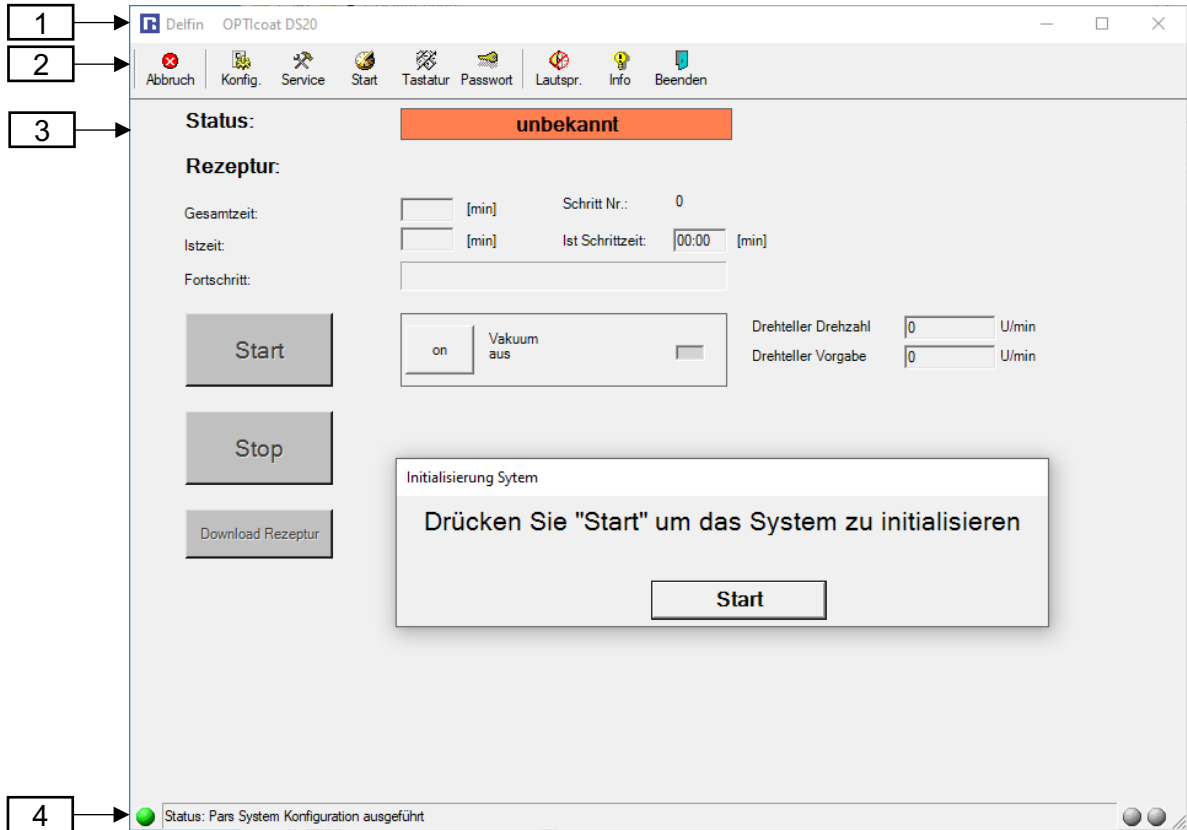 1
Delfin OPTIcoat DS20
2
Abbruch Konfig. Service Start Tastatur Passwort Lautspr. Info Beenden
3
Status: unbekannt
Rezeptur:
Gesamtzeit: [min] Schritt Nr.: 0
Istzeit: [min] Ist Schrittzeit: 00:00 [min]
Fortschritt:
Start
on
Vakuum
aus
Drehteller Drehzahl 0 U/min
Drehteller Vorgabe 0 U/min
Stop
Download Rezeptur
Initialisierung Sytem
Drücken Sie "Start" um das System zu initialisieren
Start
4
Status: Pars System Konfiguration ausgeführt